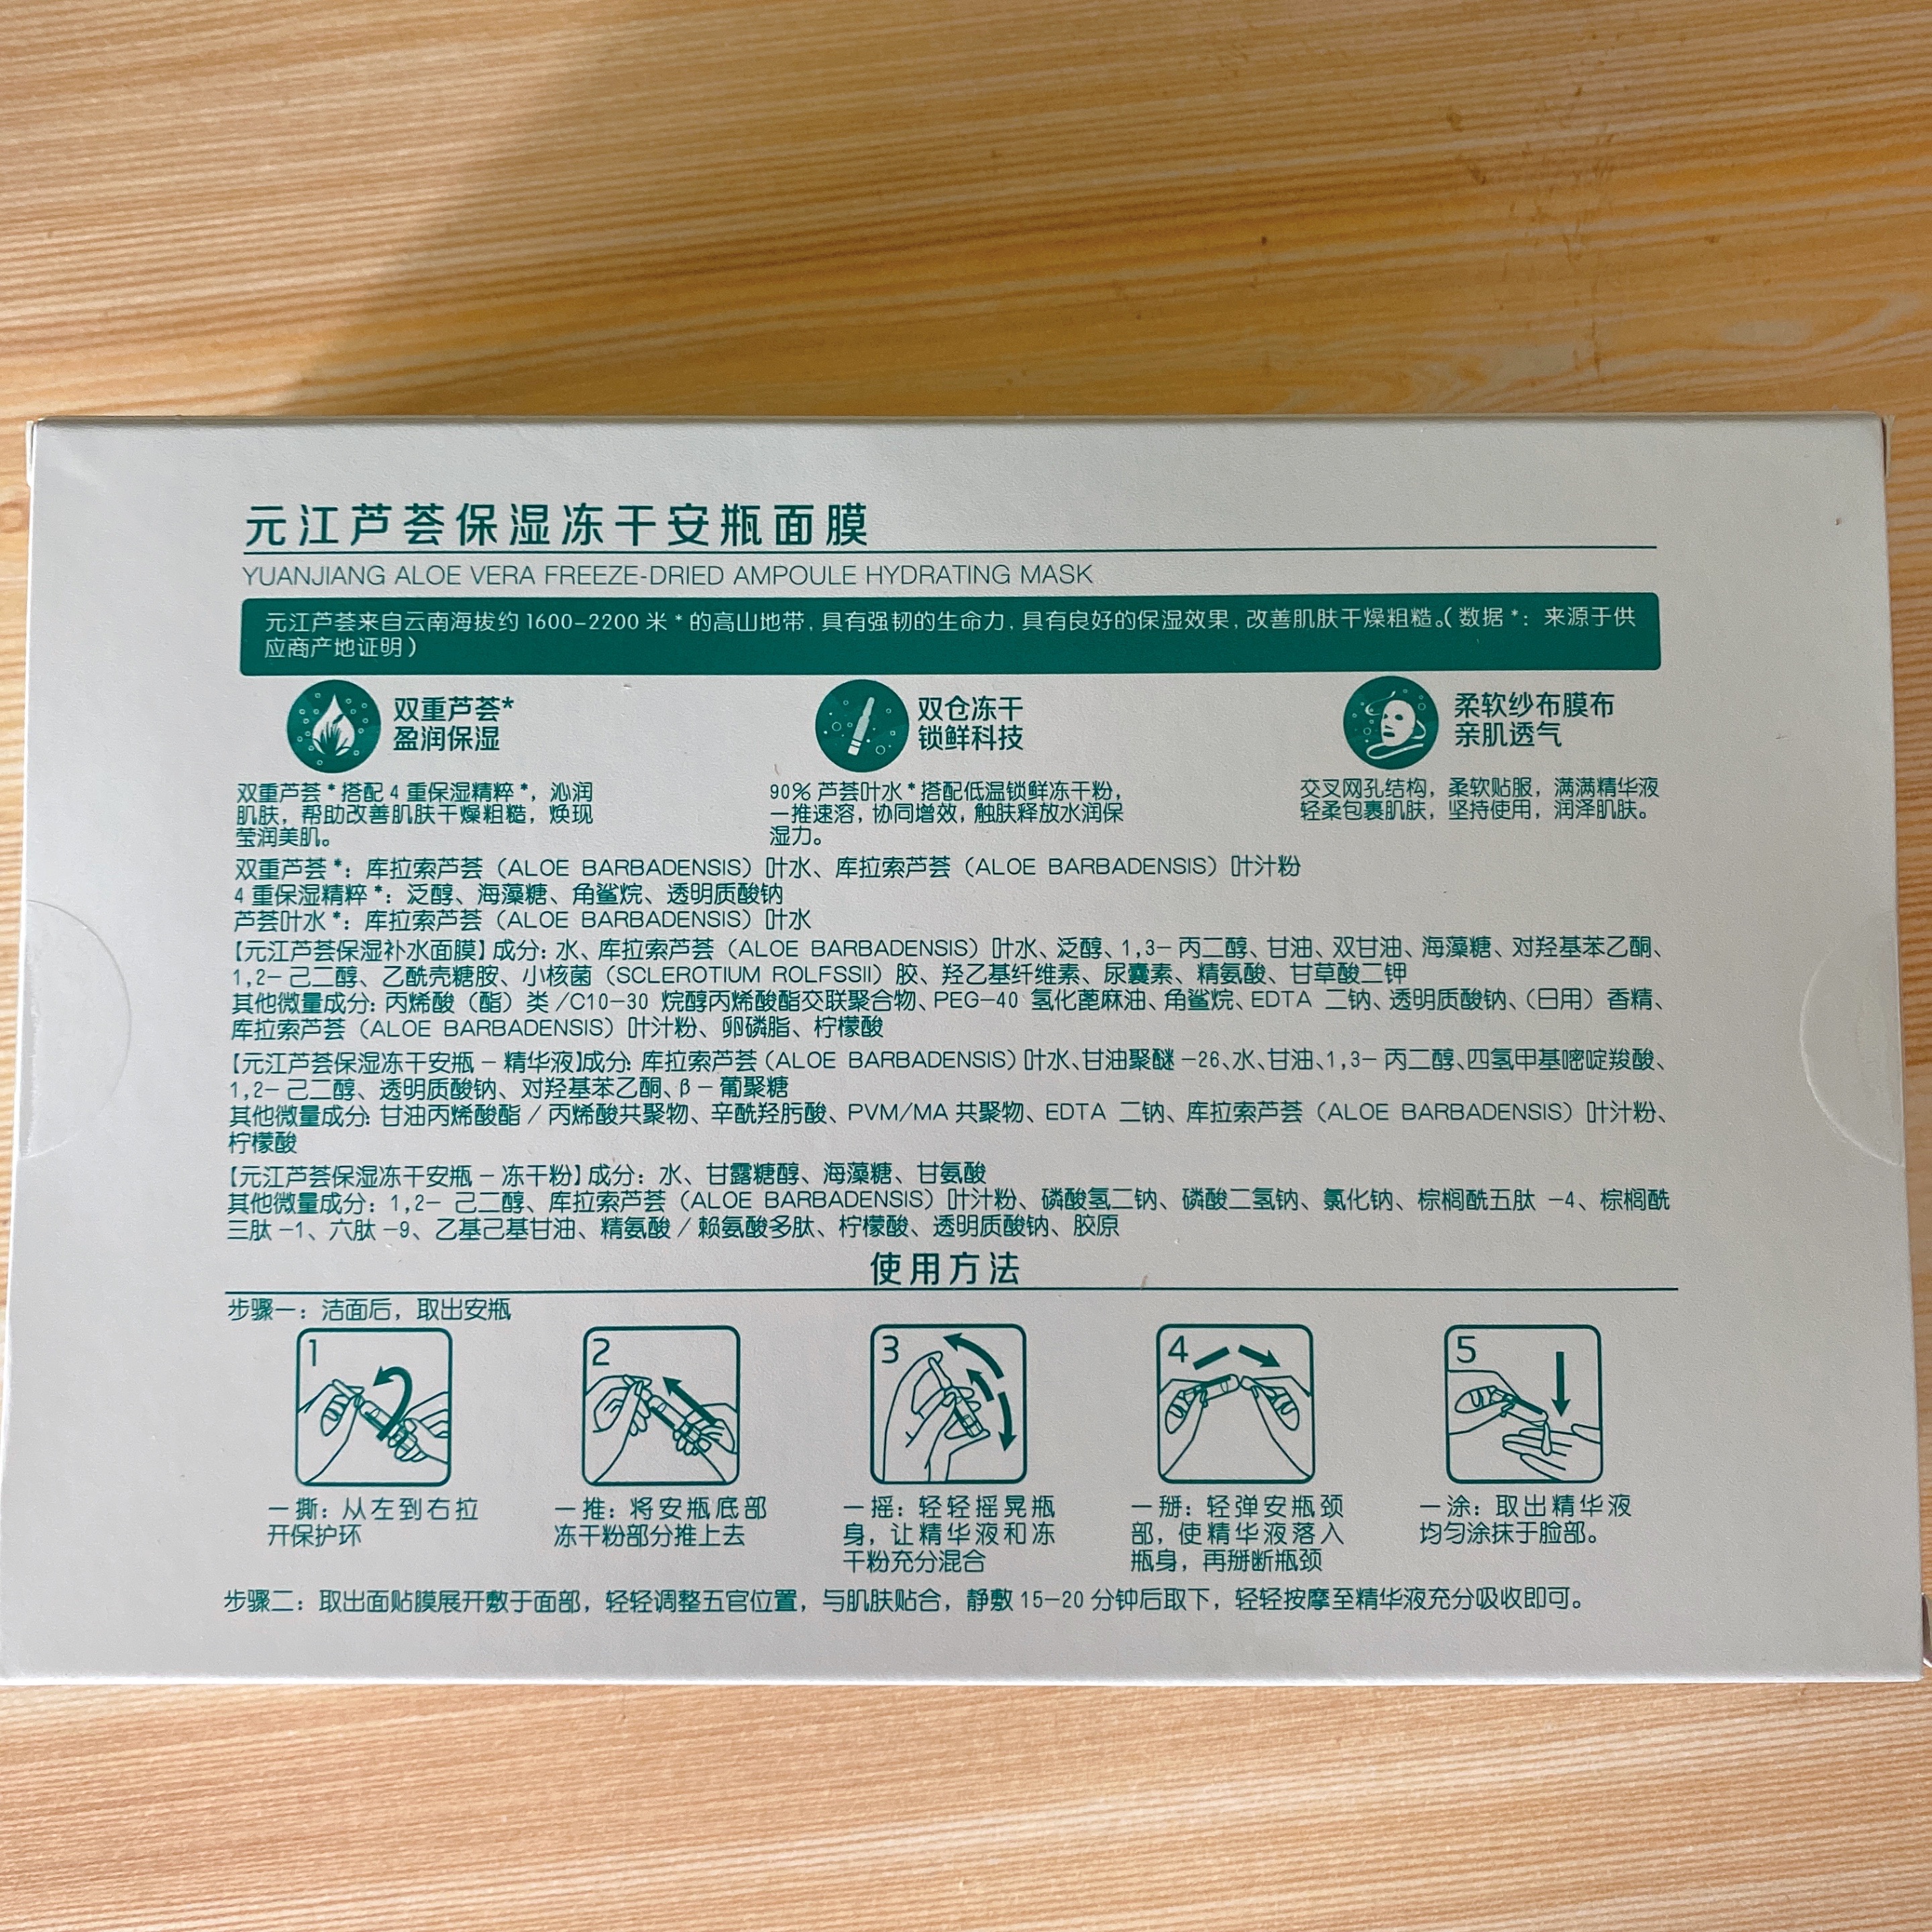 元江芦荟保湿冻干安瓶面膜
YUANJIANG ALOE VERA FREEZE-DRIED AMPOULE HYDRATING MASK
元江芦荟来自云南海拔约1600-2200米*的高山地带,具有强韧的生命力,具有良好的保湿效果,改善肌肤干燥粗糙。(数据*:来源于供
应商产地证明)
双重芦荟*
盈润保湿
双重芦荟*搭配4重保湿精粹*,沁润
肌肤,帮助改善肌肤干燥粗糙,焕现
莹润美肌。
双仓冻干
锁鲜科技
90%芦荟叶水*搭配低温锁鲜冻干粉,
一推速溶,协同增效,触肤释放水润保
湿力。
柔软纱布膜布
亲肌透气
交叉网孔结构,柔软贴服,满满精华液
轻柔包裹肌肤,坚持使用,润泽肌肤。
双重芦荟*:库拉索芦荟(ALOE BARBADENSIS)叶水、库拉索芦荟(ALOE BARBADENSIS)叶汁粉
4重保湿精粹*:泛醇、海藻糖、角鲨烷、透明质酸钠
芦荟叶水*:库拉索芦荟(ALOE BARBADENSIS)叶水
【元江芦荟保湿补水面膜】成分:水、库拉索芦荟(ALOE BARBADENSIS)叶水、泛醇、1,3-丙二醇、甘油、双甘油、海藻糖、对羟基苯乙酮、
1,2-己二醇、乙酰壳糖胺、小核菌(SCLEROTIUM ROLFSSII)胶、羟乙基纤维素、尿囊素、精氨酸、甘草酸二钾
其他微量成分:丙烯酸(酯)类/C10-30烷醇丙烯酸酯交联聚合物、PEG-40氢化蓖麻油、角鲨烷、EDTA二钠、透明质酸钠、(日用)香精、
库拉索芦荟(ALOE BARBADENSIS)叶汁粉、卵磷脂、柠檬酸
【元江芦荟保湿冻干安瓶-精华液】成分:库拉索芦荟(ALOE BARBADENSIS)叶水、甘油聚醚-26、水、甘油、1,3-丙二醇、四氢甲基嘧啶羧酸、
1,2-己二醇、透明质酸钠、对羟基苯乙酮、β-葡聚糖
其他微量成分:甘油丙烯酸酯/丙烯酸共聚物、辛酰羟肟酸、PVM/MA共聚物、EDTA二钠、库拉索芦荟(ALOE BARBADENSIS)叶汁粉、
柠檬酸
【元江芦荟保湿冻干安瓶-冻干粉】成分:水、甘露糖醇、海藻糖、甘氨酸
其他微量成分:1,2-己二醇、库拉索芦荟(ALOE BARBADENSIS)叶汁粉、磷酸氢二钠、磷酸二氢钠、氯化钠、棕榈酰五肽-4、棕榈酰
三肽-1、六肽-9、乙基己基甘油、精氨酸/赖氨酸多肽、柠檬酸、透明质酸钠、胶原
使用方法
步骤一:洁面后,取出安瓶
1
一撕:从左到右拉
开保护环
2
一推:将安瓶底部
冻干粉部分推上去
3
一摇:轻轻摇晃瓶
身,让精华液和冻
干粉充分混合
4
一掰:轻弹安瓶颈
部,使精华液落入
瓶身,再掰断瓶颈
5
一涂:取出精华液
均匀涂抹于脸部。
步骤二:取出面贴膜展开敷于面部,轻轻调整五官位置,与肌肤贴合,静敷15-20分钟后取下,轻轻按摩至精华液充分吸收即可。